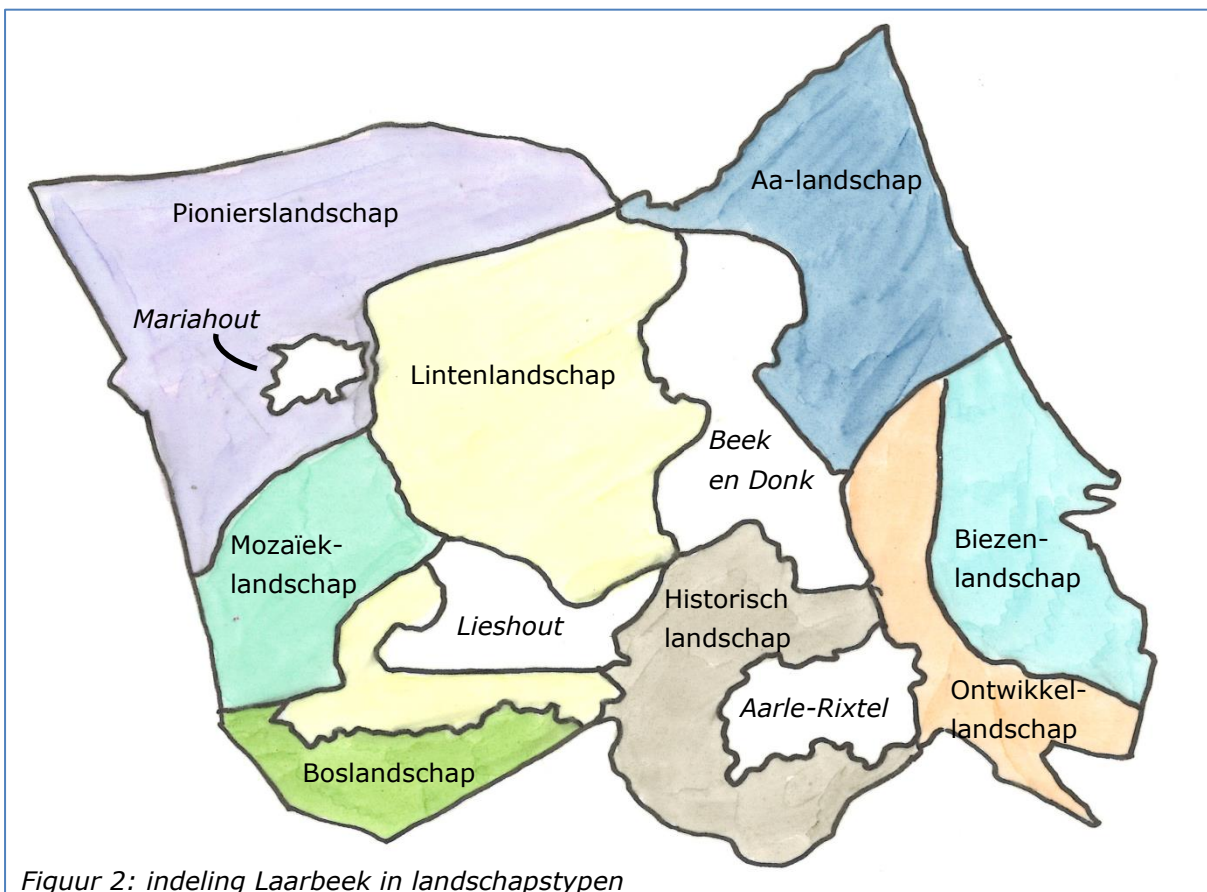 Aa-landschap
Pionierslandschap
Mariahout
Lintenlandschap
Beek
en Donk
Mozaïek-
landschap
Biezen-
landschap
Historisch
landschap
Lieshout
Ontwikkel-
landschap
Aarle-Rixtel
Boslandschap
Figuur 2: indeling Laarbeek in landschapstypen